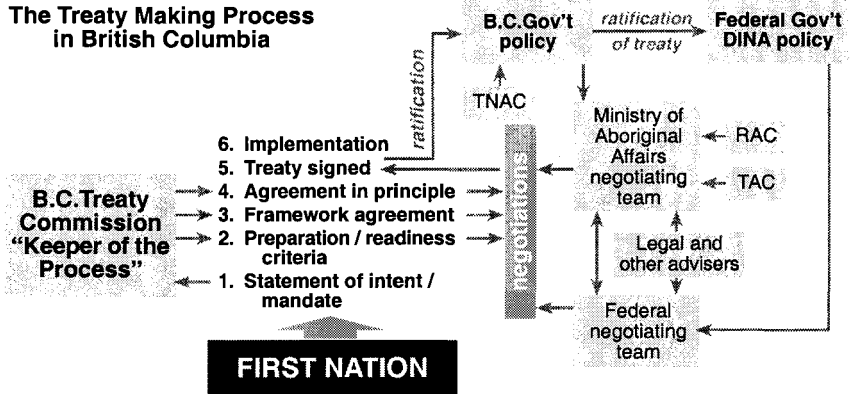 The Treaty Making Process
in British Columbia
B.C.Gov't
policy
ratification
of treaty
Federal Gov't
DINA policy
ratification
TNAC
Ministry of
Aboriginal
Affairs
negotiating
team
RAC
TAC
6. Implementation
5. Treaty signed
4. Agreement in principle
3. Framework agreement
2. Preparation / readiness
criteria
1. Statement of intent /
mandate
B.C.Treaty
Commission
“Keeper of the
Process”
negotiations
Legal and
other advisers
Federal
negotiating
team
FIRST NATION